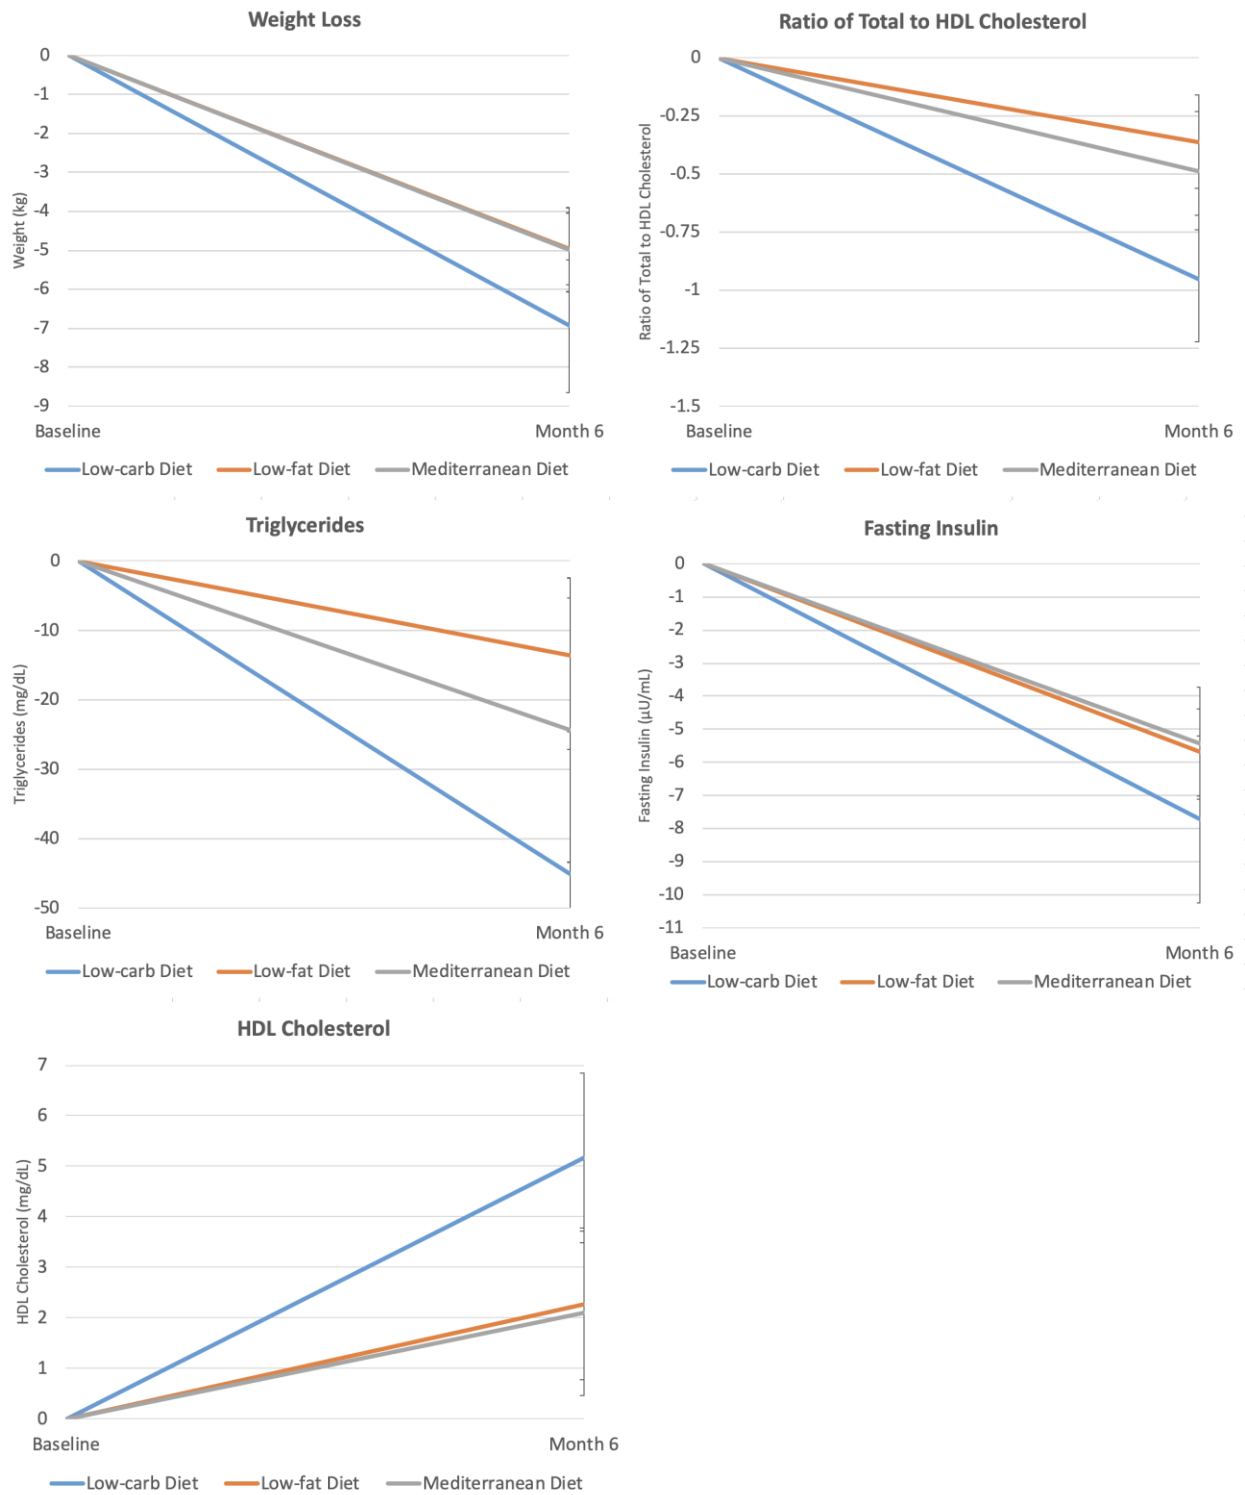 Weight Loss
Weight (kg)
0
-1
-2
-3
-4
-5
-6
-7
-8
-9
Baseline
Month 6
Low-carb Diet
Low-fat Diet
Mediterranean Diet
Ratio of Total to HDL Cholesterol
Ratio of Total to HDL Cholesterol
0
-0.25
-0.5
-0.75
-1
-1.25
-1.5
Baseline
Month 6
Low-carb Diet
Low-fat Diet
Mediterranean Diet
Triglycerides
Triglycerides (mg/dL)
0
-10
-20
-30
-40
-50
Baseline
Month 6
Low-carb Diet
Low-fat Diet
Mediterranean Diet
Fasting Insulin
Fasting Insulin (µU/mL)
0
-1
-2
-3
-4
-5
-6
-7
-8
-9
-10
-11
Baseline
Month 6
Low-carb Diet
Low-fat Diet
Mediterranean Diet
HDL Cholesterol
HDL Cholesterol (mg/dL)
7
6
5
4
3
2
1
0
Baseline
Month 6
Low-carb Diet
Low-fat Diet
Mediterranean Diet